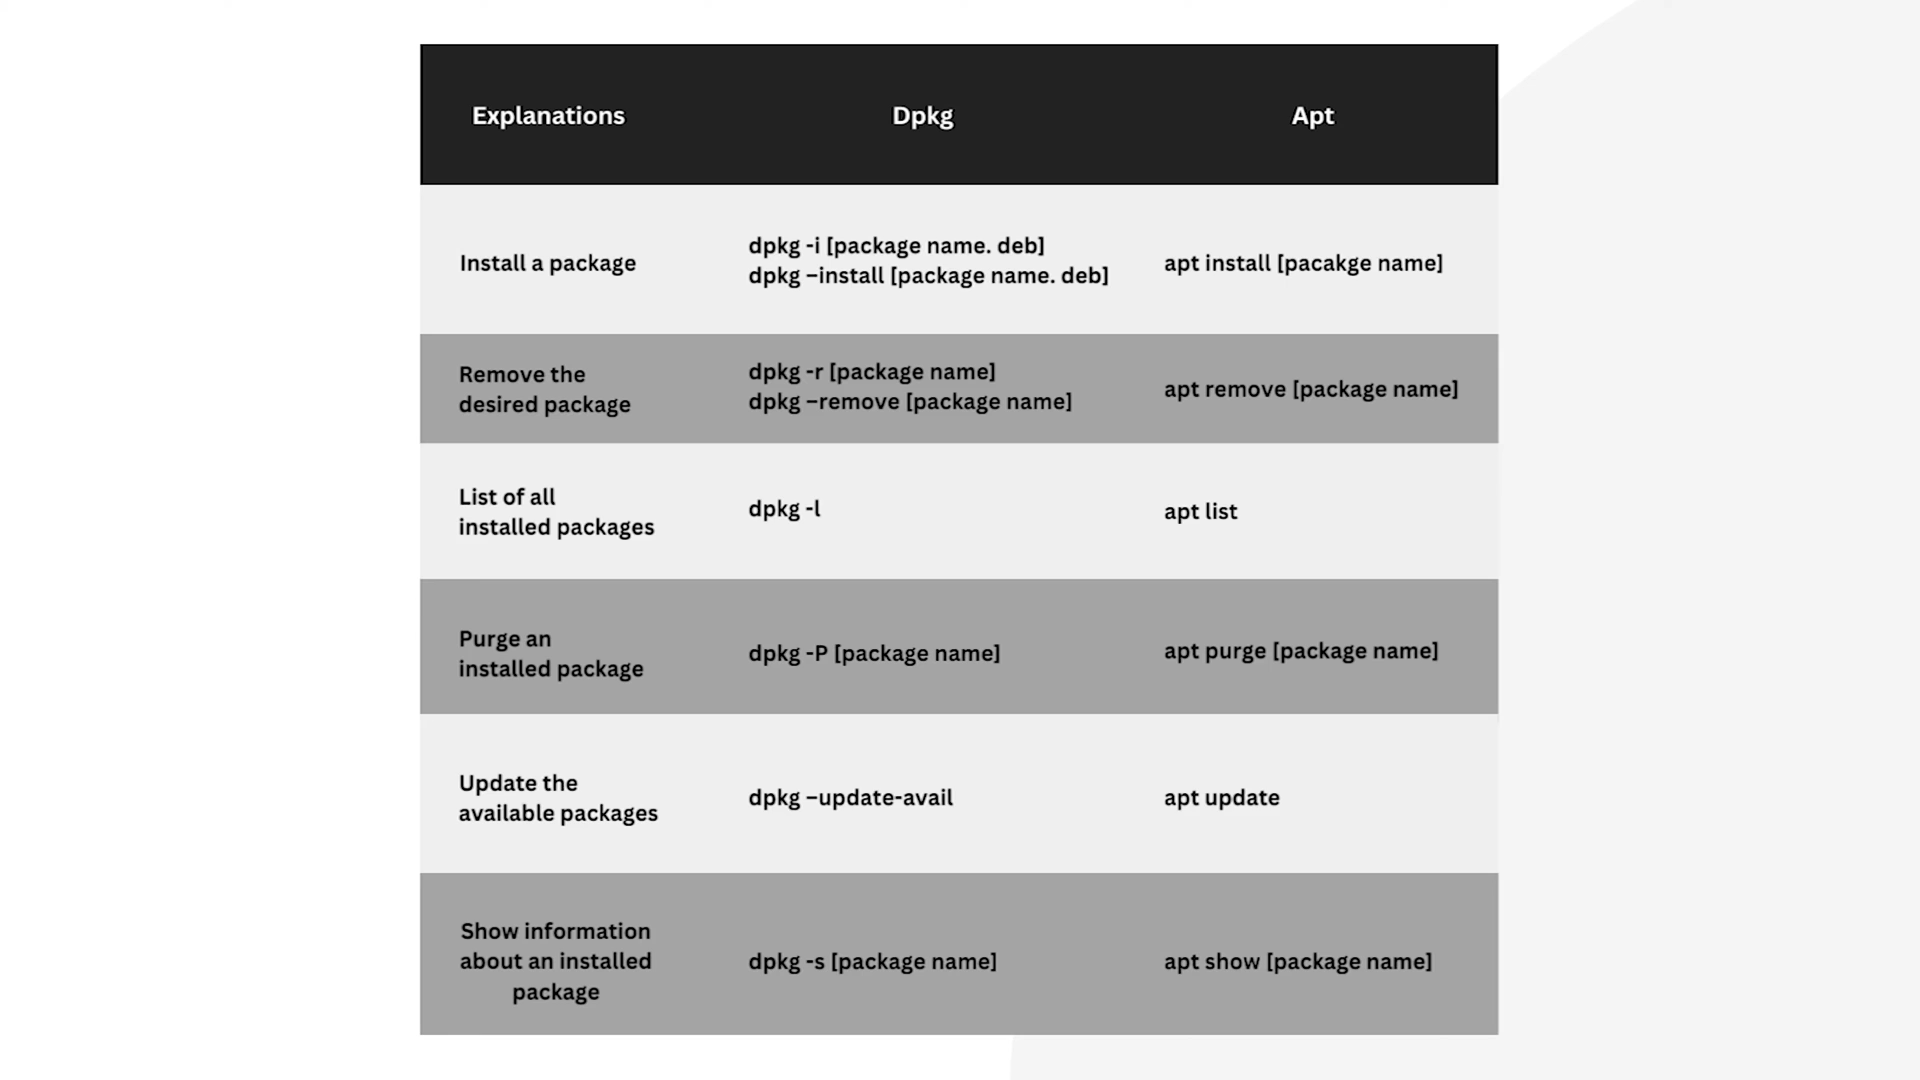 Explanations
Dpkg
Apt
Install a package
dpkg -i [package name. deb]
dpkg –install [package name. deb]
apt install [pacakge name]
Remove the
desired package
dpkg -r [package name]
dpkg –remove [package name]
apt remove [package name]
List of all
installed packages
dpkg -l
apt list
Purge an
installed package
dpkg -P [package name]
apt purge [package name]
Update the
available packages
dpkg –update-avail
apt update
Show information
about an installed
package
dpkg -s [package name]
apt show [package name]